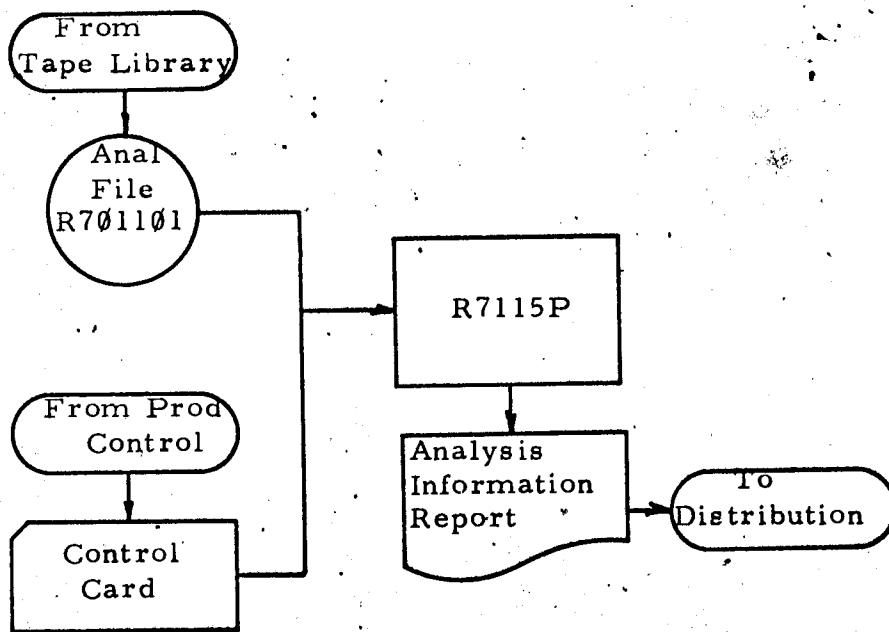 From
Tape Library
Anal
File
R7Ø11Ø1
R7115P
From Prod
Control
Control
Card
Analysis
Information
Report
To
Distribution